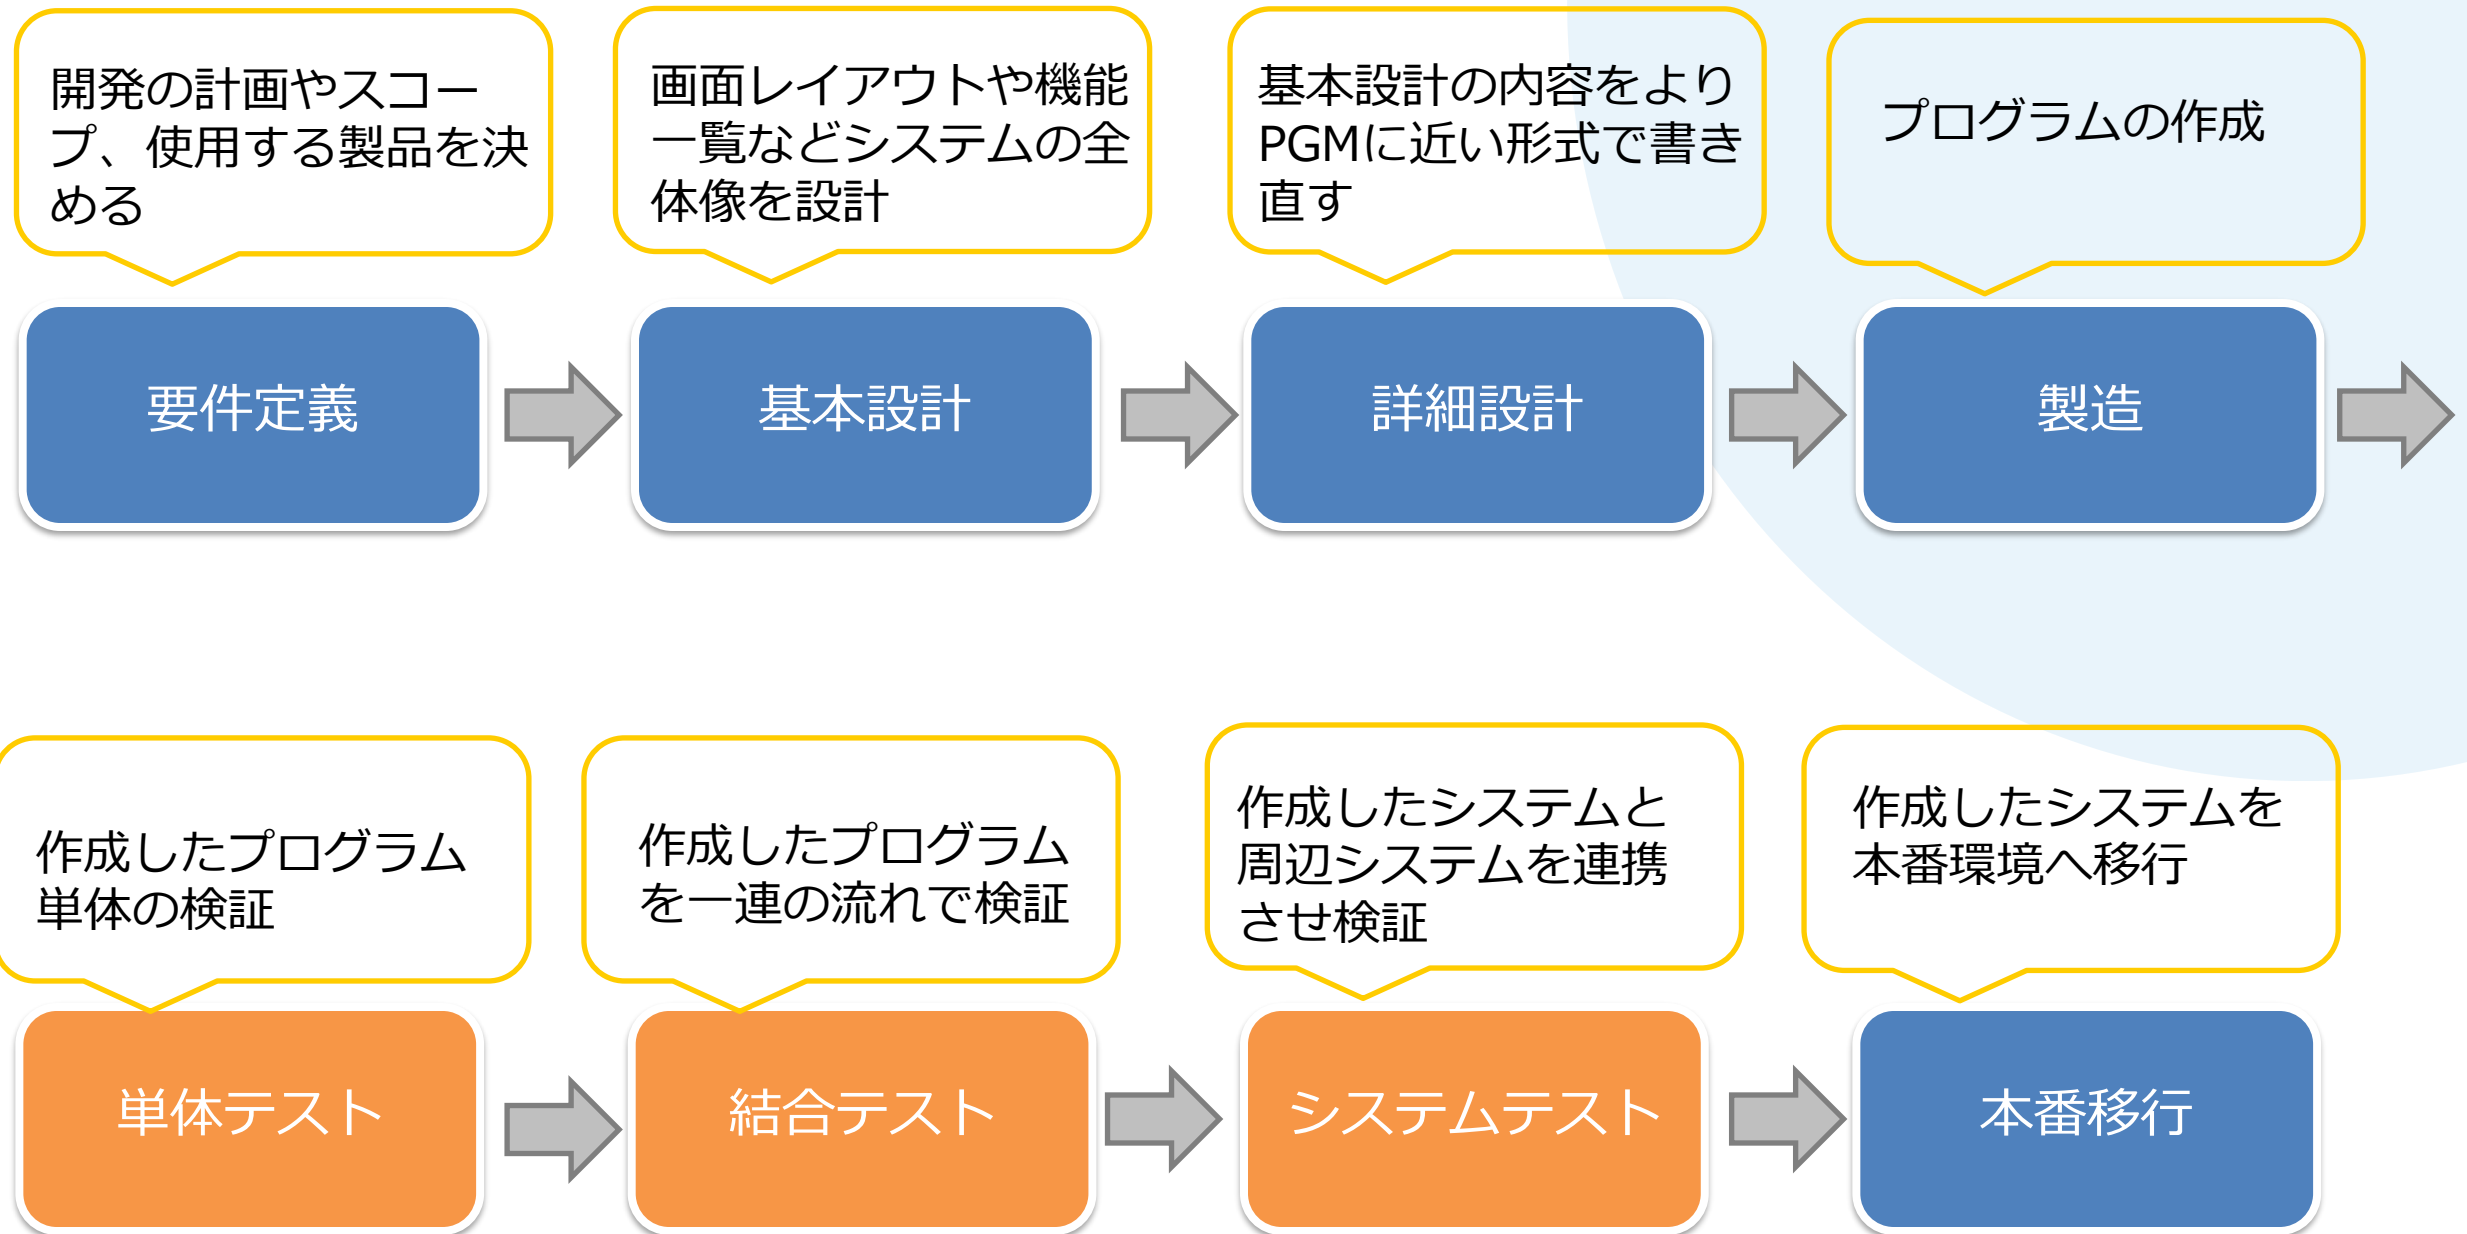 開発の計画やスコー
プ、使用する製品を決
める
画面レイアウトや機能
一覧などシステムの全
体像を設計
基本設計の内容をより
PGMに近い形式で書き
直す
プログラムの作成
要件定義
基本設計
詳細設計
製造
作成したプログラム
単体の検証
作成したプログラム
を一連の流れで検証
作成したシステムと
周辺システムを連携
させ検証
作成したシステムを
本番環境へ移行
単体テスト
結合テスト
システムテスト
本番移行